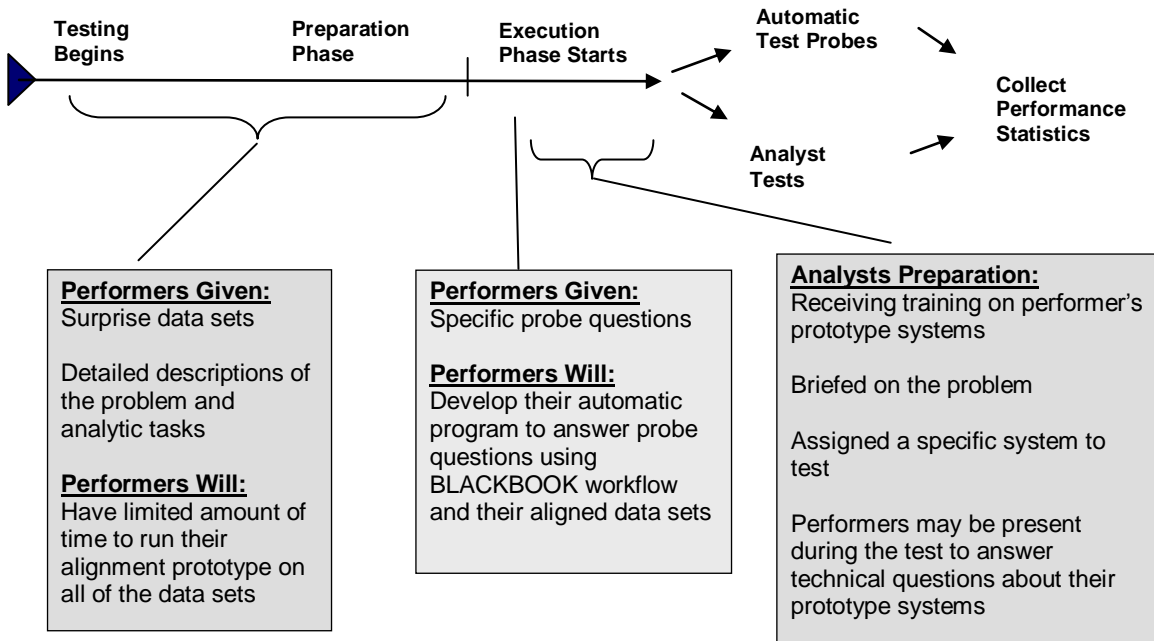 Testing
Begins
Preparation
Phase
Execution
Phase Starts
Automatic
Test Probes
Analyst
Tests
Collect
Performance
Statistics
Performers Given:
Surprise data sets
Detailed descriptions of
the problem and
analytic tasks
Performers Will:
Have limited amount of
time to run their
alignment prototype on
all of the data sets
Performers Given:
Specific probe questions
Performers Will:
Develop their automatic
program to answer probe
questions using
BLACKBOOK workflow
and their aligned data sets
Analysts Preparation:
Receiving training on performer’s
prototype systems
Briefed on the problem
Assigned a specific system to
test
Performers may be present
during the test to answer
technical questions about their
prototype systems